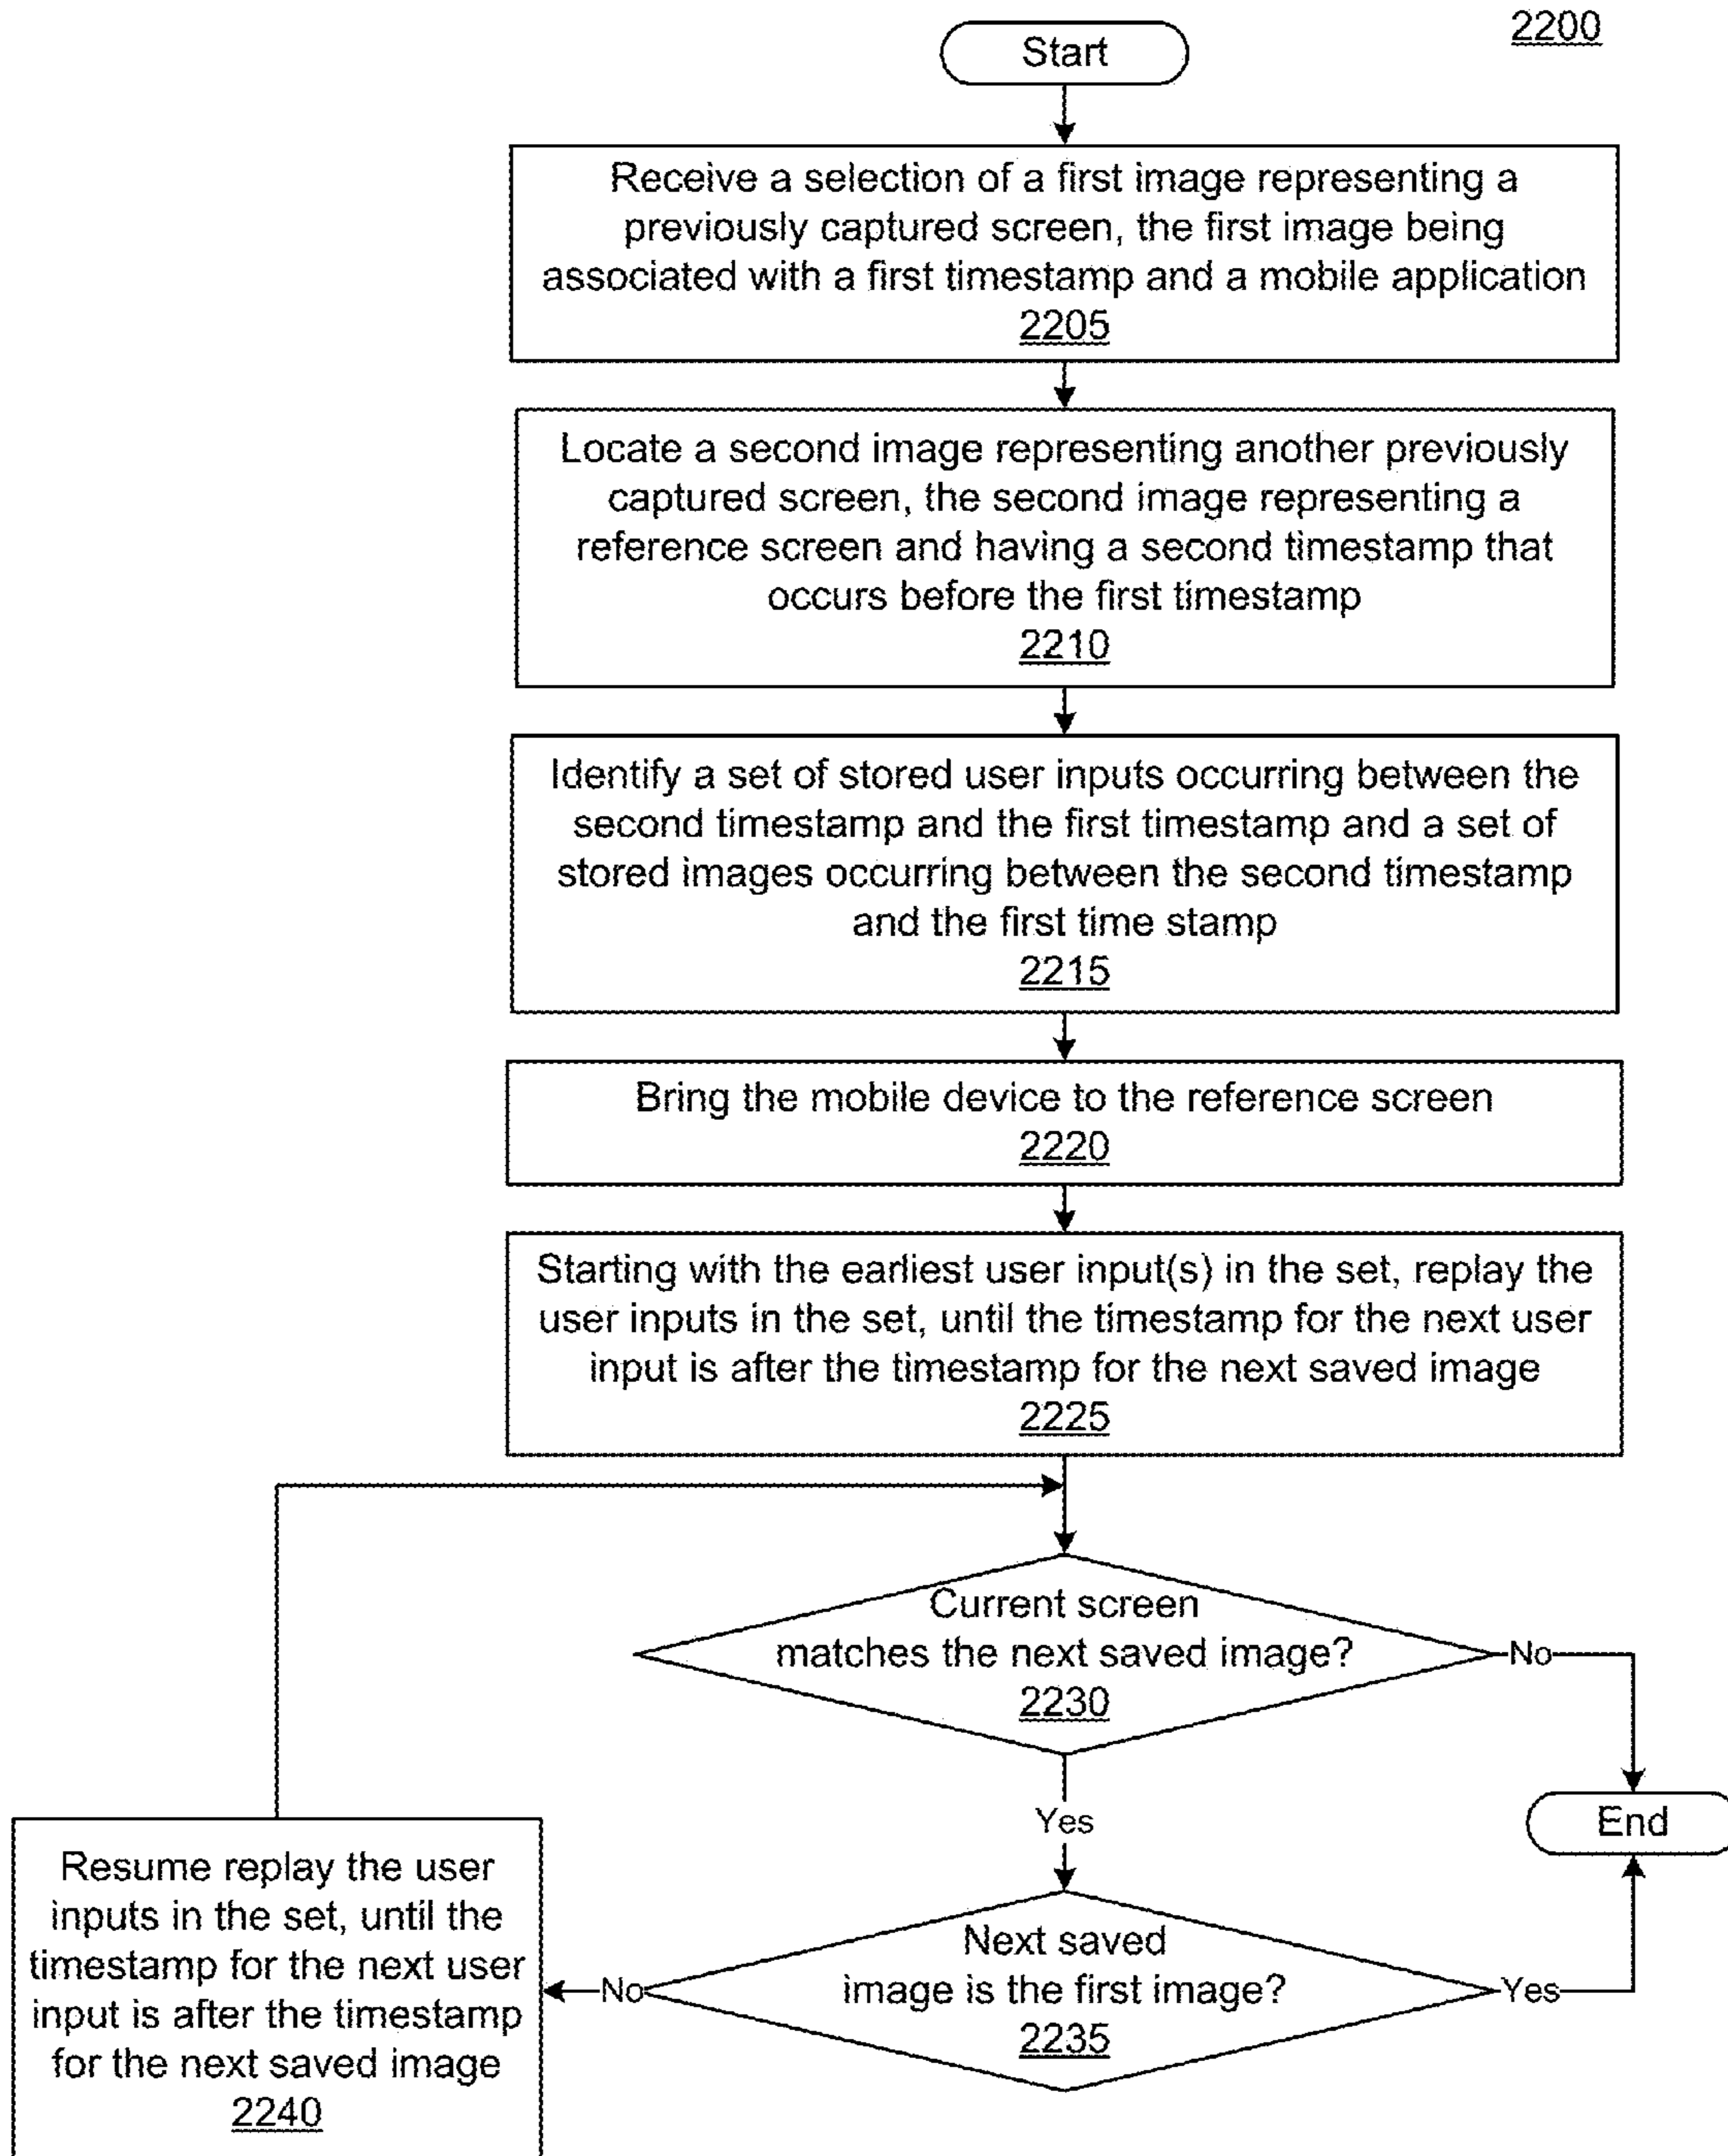 2200
Start
Receive a selection of a first image representing a
previously captured screen, the first image being
associated with a first timestamp and a mobile application
2205
Locate a second image representing another previously
captured screen, the second image representing a
reference screen and having a second timestamp that
occurs before the first timestamp
2210
Identify a set of stored user inputs occurring between the
second timestamp and the first timestamp and a set of
stored images occurring between the second timestamp
and the first time stamp
2215
Bring the mobile device to the reference screen
2220
Starting with the earliest user input(s) in the set, replay the
user inputs in the set, until the timestamp for the next user
input is after the timestamp for the next saved image
2225
Current screen
matches the next saved image?
2230
No
Yes
End
Next saved
image is the first image?
2235
No
Yes
Resume replay the user
inputs in the set, until the
timestamp for the next user
input is after the timestamp
for the next saved image
2240